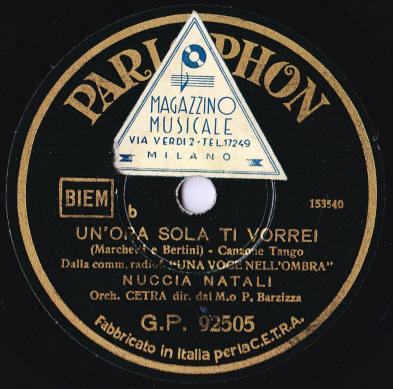 PARLOPHON
MAGAZZINO
MUSICALE
VIA VERDI 2 - TEL. 17249
MILANO
BIEM
b
153540
UN'ORA SOLA TI VORREI
(Marchetti e Bertini) - Canzone Tango
Dalla comm. radiof. "UNA VOCE NELL'OMBRA"
NUCCIA NATALI
Orch. CETRA dir. dal M.o P. Barzizza
G.P. 92505
Fabbricato in Italia per la C.E.T.R.A.